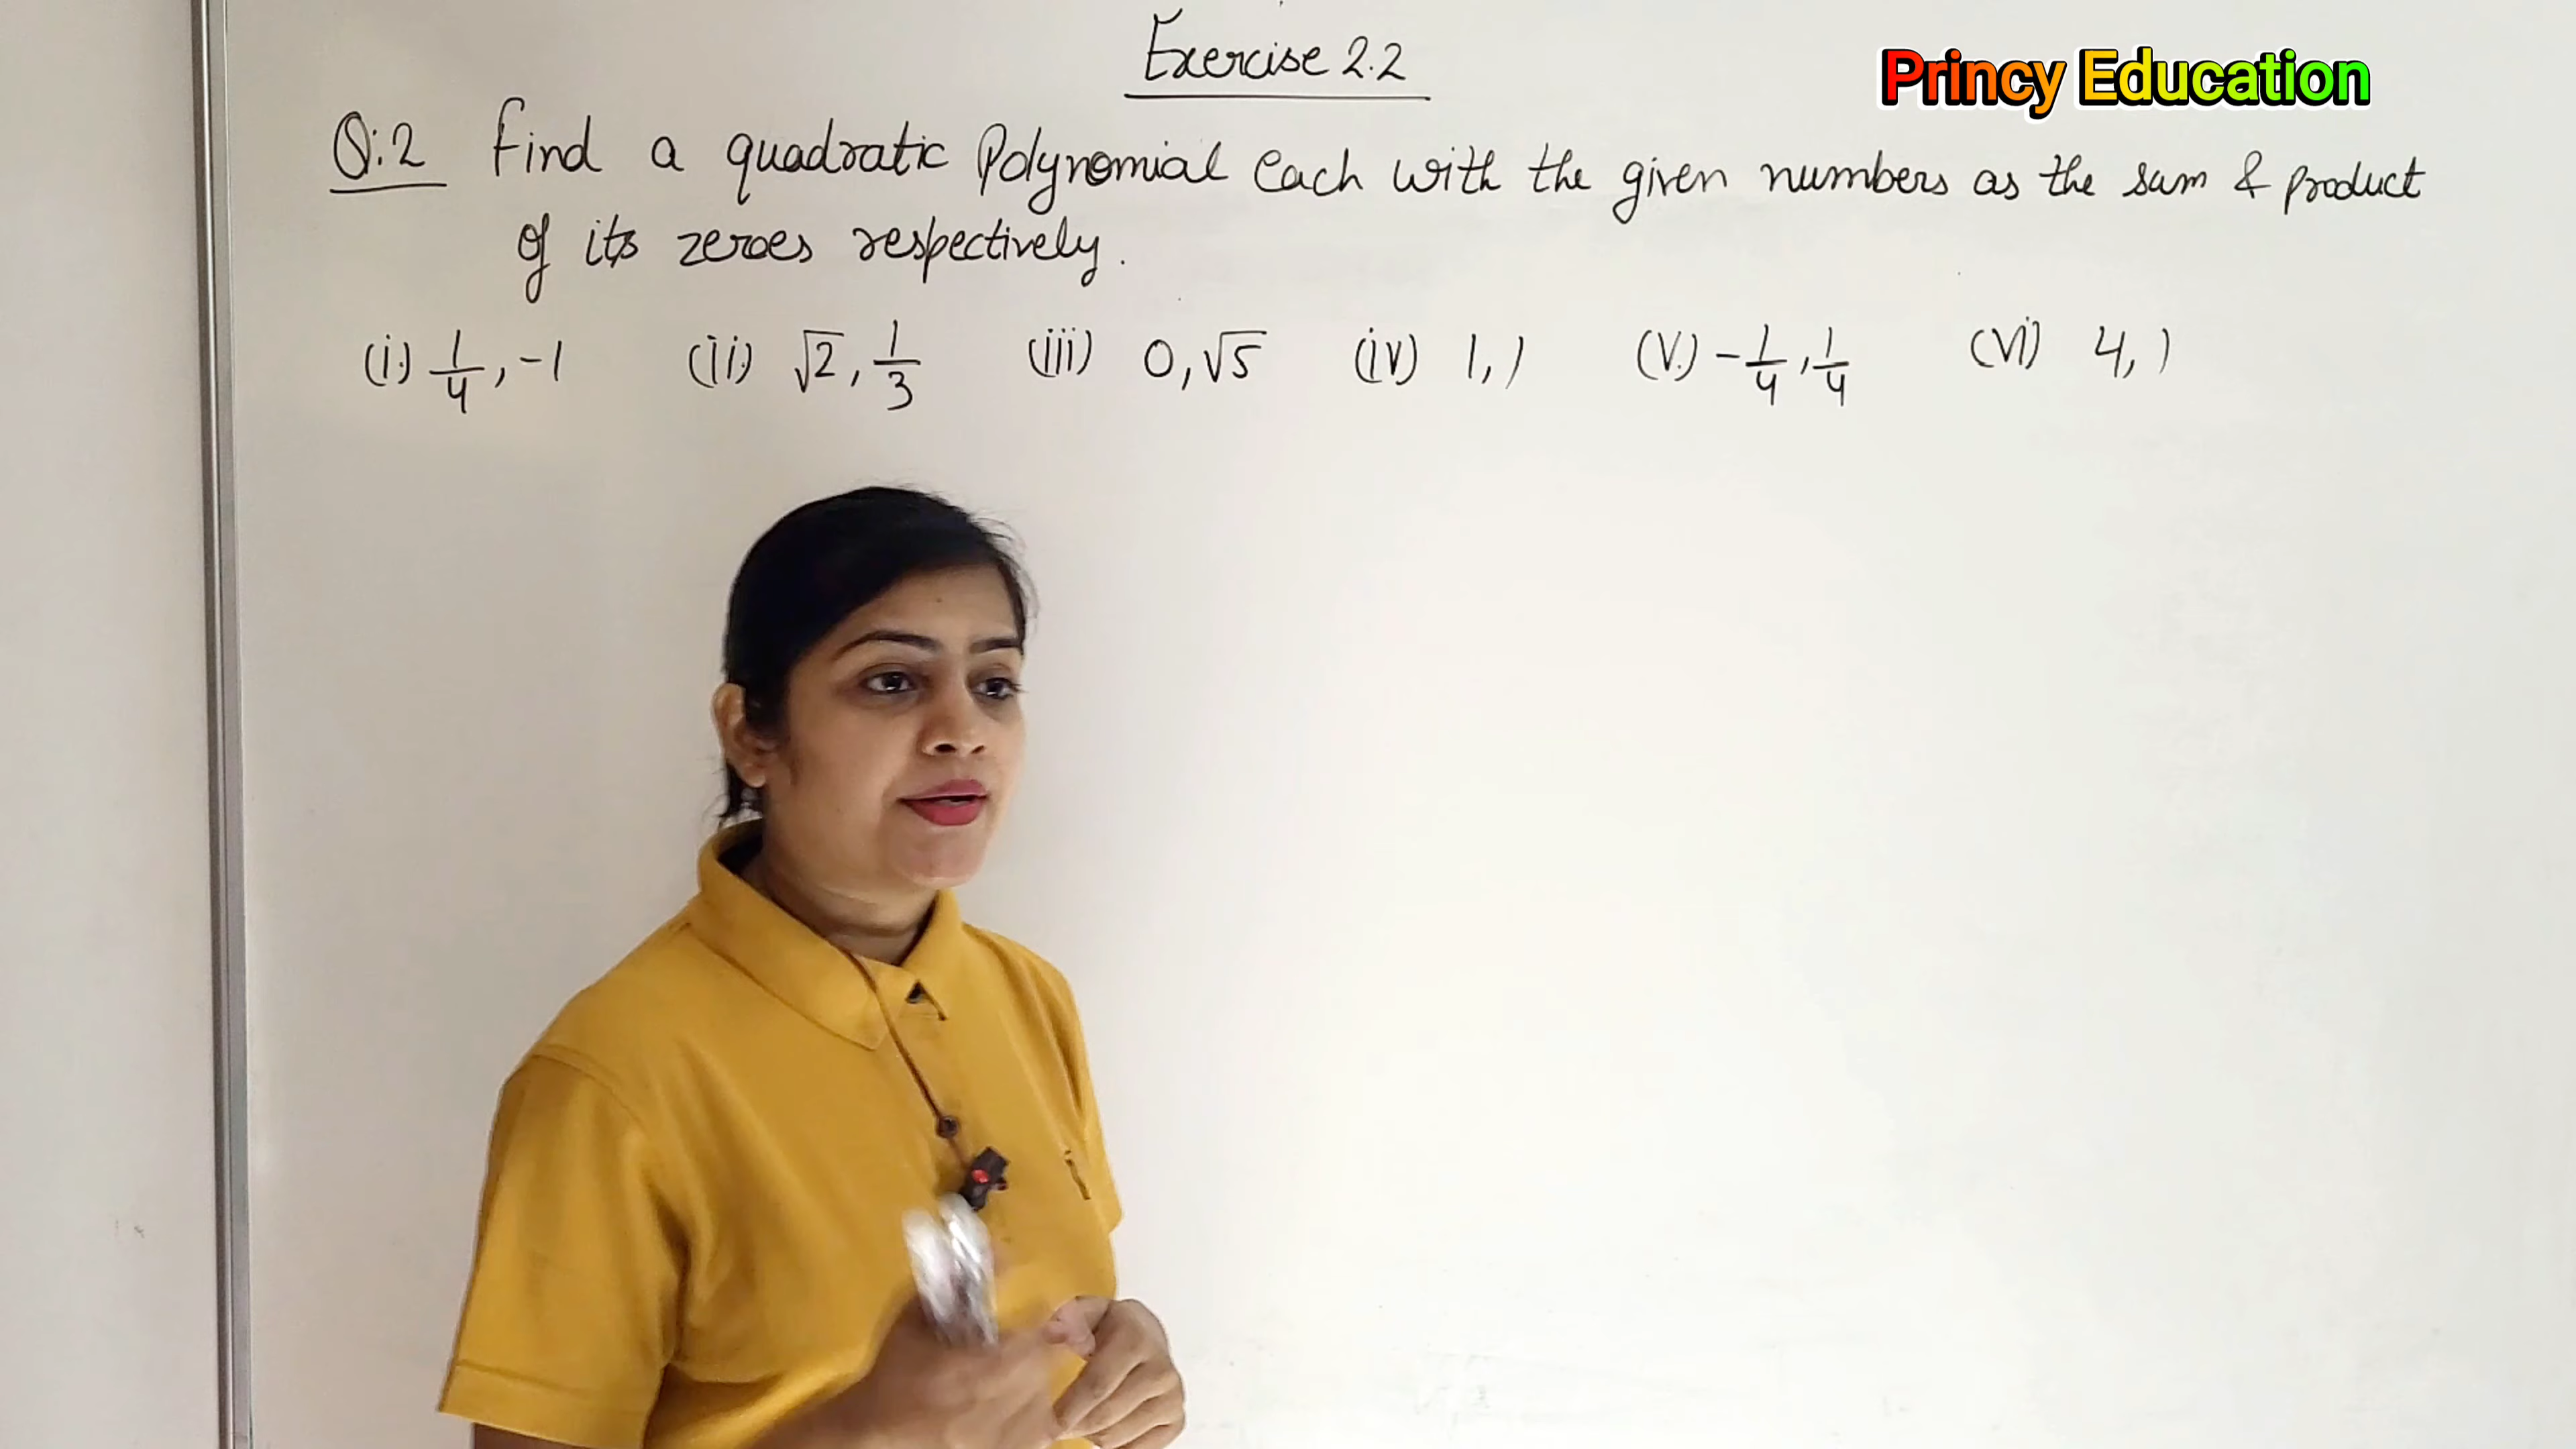 Exercise 2.2
Princy Education
Q:2 Find a quadratic Polynomial Each with the given numbers as the sum & product
of its zeroes respectively.
(i.) 1/4, -1 (ii.) √2, 1/3 (iii) 0, √5 (iv) 1, 1 (V.) -1/4, 1/4 (Vi) 4, 1